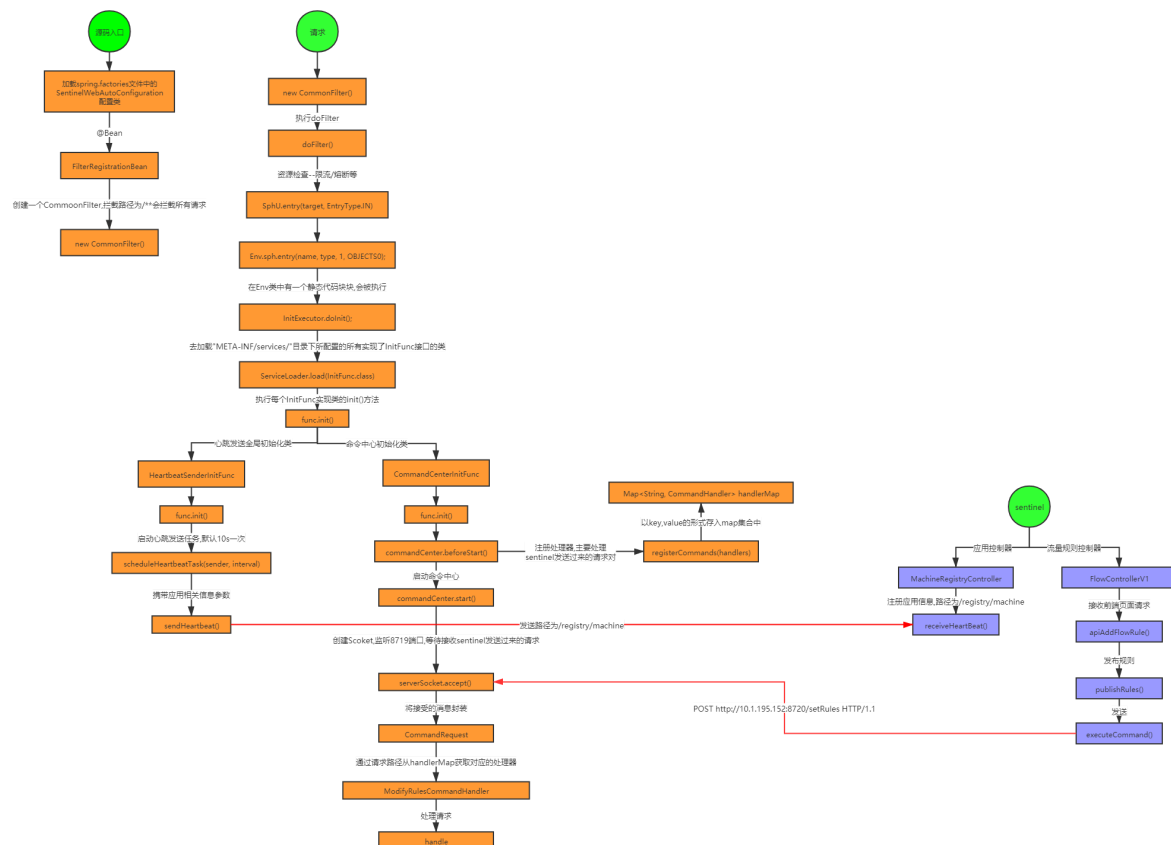 源码入口
加载spring.factories文件中的
SentinelWebAutoConfiguration
配置类
@Bean
FilterRegistrationBean
创建一个CommoonFilter,拦截路径为/**会拦截所有请求
new CommonFilter()
请求
new CommonFilter()
执行doFilter
doFilter()
资源检查--限流/熔断等
SphU.entry(target, EntryType.IN)
Env.sph.entry(name, type, 1, OBJECTS0);
在Env类中有一个静态代码块块,会被执行
InitExecutor.doInit();
去加载"META-INF/services/"目录下所配置的所有实现了InitFunc接口的类
ServiceLoader.load(InitFunc.class)
执行每个InitFunc实现类的init()方法
func.init()
心跳发送全局初始化类
命令中心初始化类
HeartbeatSenderInitFunc
func.init()
启动心跳发送任务,默认10s一次
scheduleHeartbeatTask(sender, interval)
携带应用相关信息参数
sendHeartbeat()
CommandCenterInitFunc
func.init()
commandCenter.beforeStart()
注册处理器,主要处理
sentinel发送过来的请求对
registerCommands(handlers)
以key,value的形式存入map集合中
Map<String, CommandHandler> handlerMap
启动命令中心
commandCenter.start()
发送路径为/registry/machine
创建Scoket,监听8719端口,等待接收sentinel发送过来的请求
serverSocket.accept()
将接受的消息封装
CommandRequest
通过请求路径从handlerMap获取对应的处理器
ModifyRulesCommandHandler
处理请求
handle
sentinel
应用控制器
流量规则控制器
MachineRegistryController
注册应用信息,路径为/registry/machine
receiveHeartBeat()
FlowControllerV1
接收前端页面请求
apiAddFlowRule()
发布规则
publishRules()
发送
executeCommand()
POST http://10.1.195.152:8720/setRules HTTP/1.1